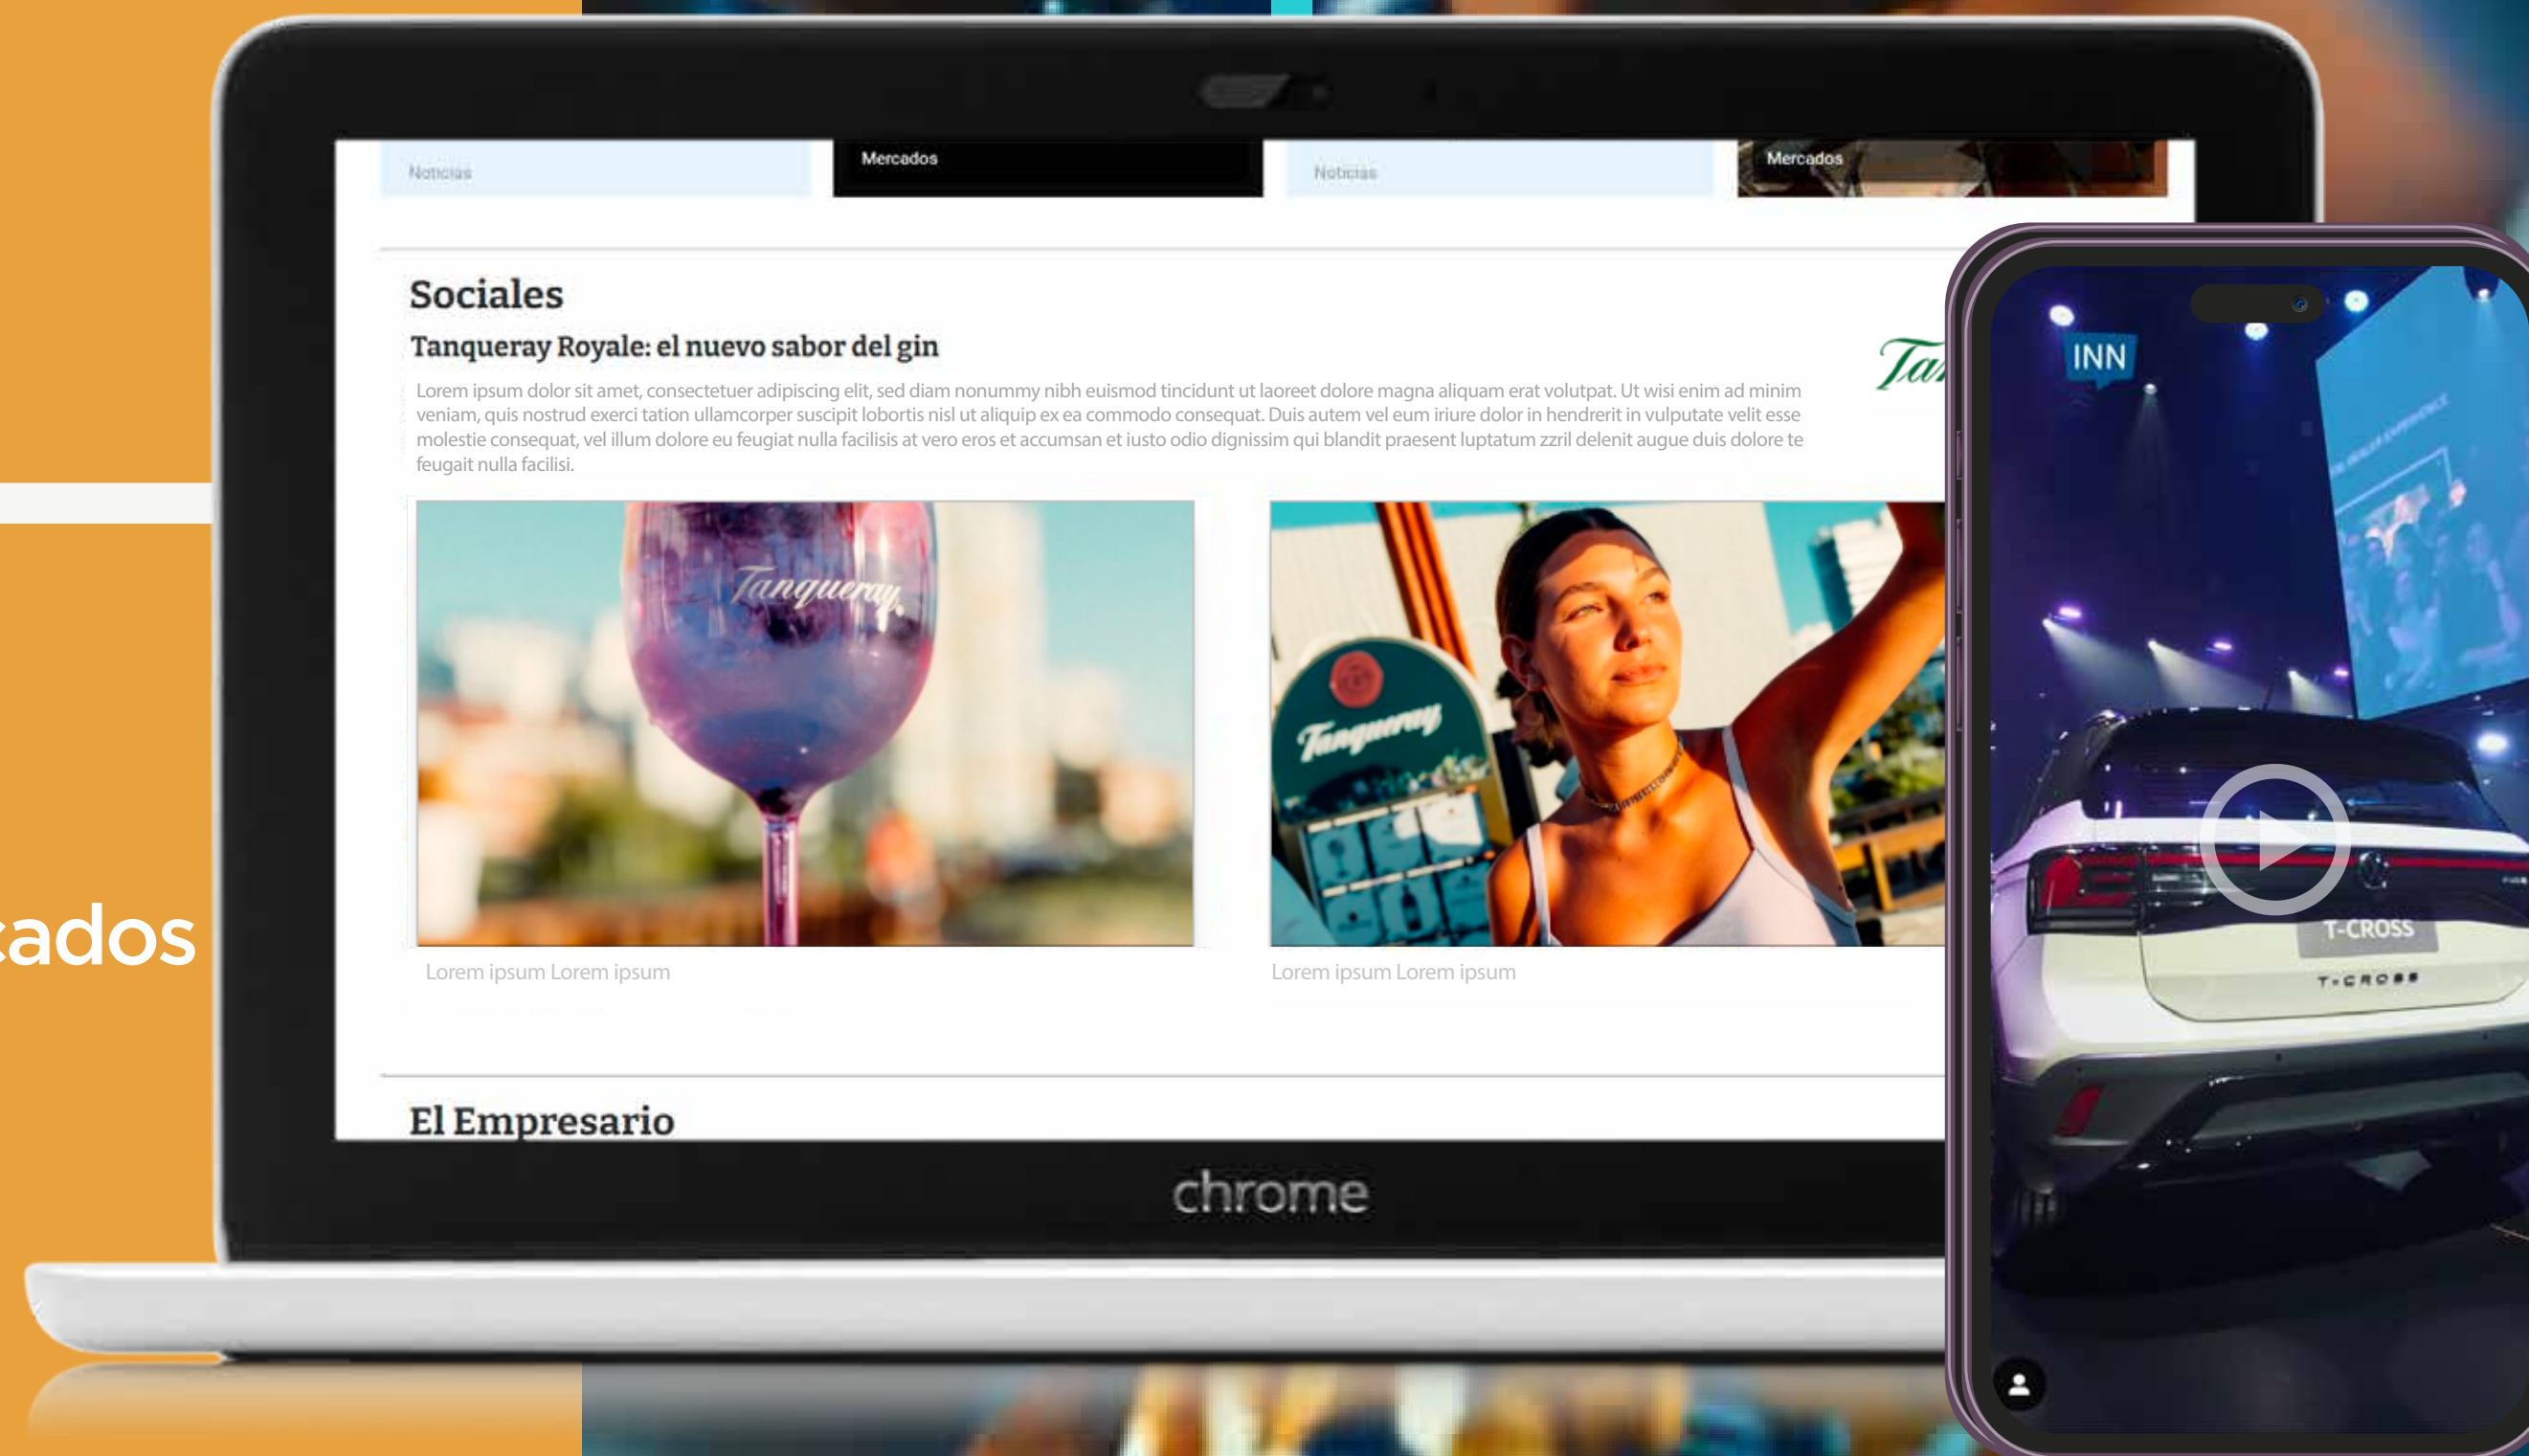 Noticias
Mercados
Noticias
Mercados
Sociales
Tanqueray Royale: el nuevo sabor del gin
Lorem ipsum dolor sit amet, consectetuer adipiscing elit, sed diam nonummy nibh euismod tincidunt ut laoreet dolore magna aliquam erat volutpat. Ut wisi enim ad minim
veniam, quis nostrud exerci tation ullamcorper suscipit lobortis nisl ut aliquip ex ea commodo consequat. Duis autem vel eum iriure dolor in hendrerit in vulputate velit esse
molestie consequat, vel illum dolore eu feugiat nulla facilisis at vero eros et accumsan et iusto odio dignissim qui blandit praesent luptatum zzril delenit augue duis dolore te
feugait nulla facilisi.
Tanqueray
Tanqueray
Lorem ipsum Lorem ipsum
Lorem ipsum Lorem ipsum
El Empresario
chrome
cados
INN
T-CROSS
T-CROSS